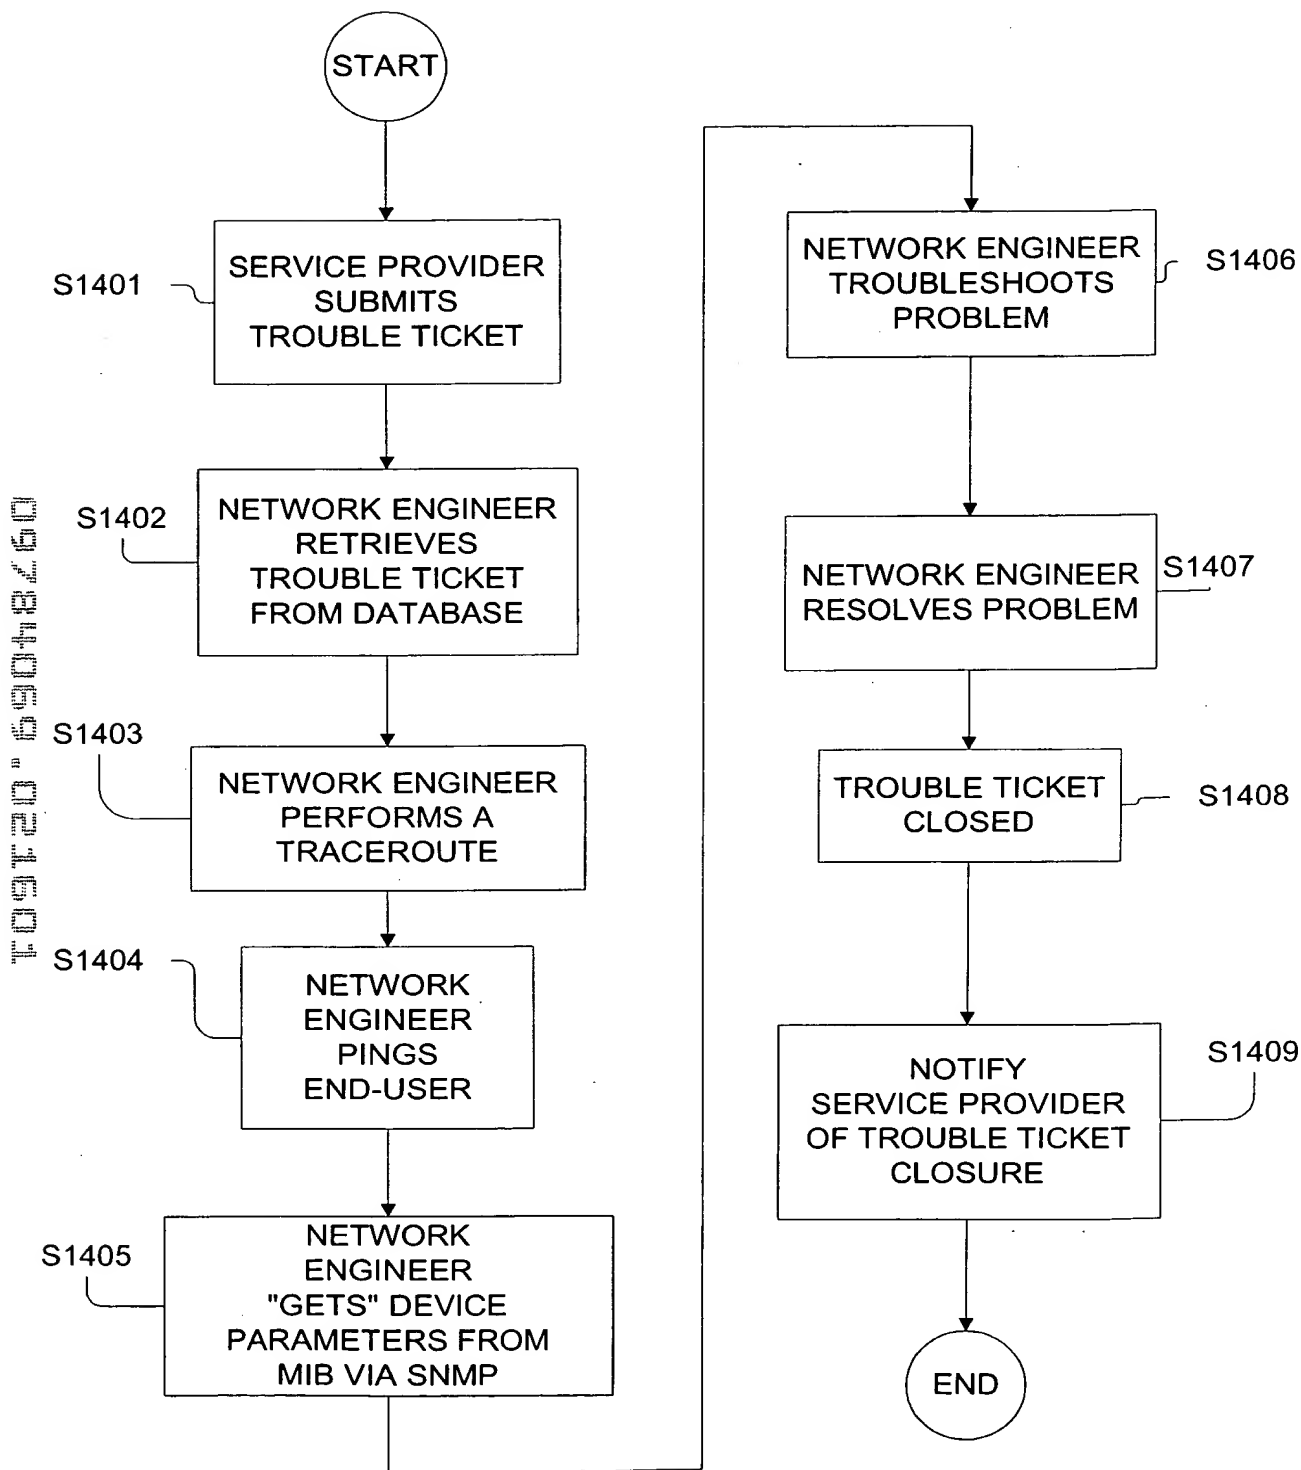 START
S1401
SERVICE PROVIDER
SUBMITS
TROUBLE TICKET
S1402
NETWORK ENGINEER
RETRIEVES
TROUBLE TICKET
FROM DATABASE
S1403
NETWORK ENGINEER
PERFORMS A
TRACEROUTE
S1404
NETWORK
ENGINEER
PINGS
END-USER
S1405
NETWORK
ENGINEER
"GETS" DEVICE
PARAMETERS FROM
MIB VIA SNMP
NETWORK ENGINEER
TROUBLESHOOTS
PROBLEM
S1406
NETWORK ENGINEER
RESOLVES PROBLEM
S1407
TROUBLE TICKET
CLOSED
S1408
NOTIFY
SERVICE PROVIDER
OF TROUBLE TICKET
CLOSURE
S1409
END
09784069.021601